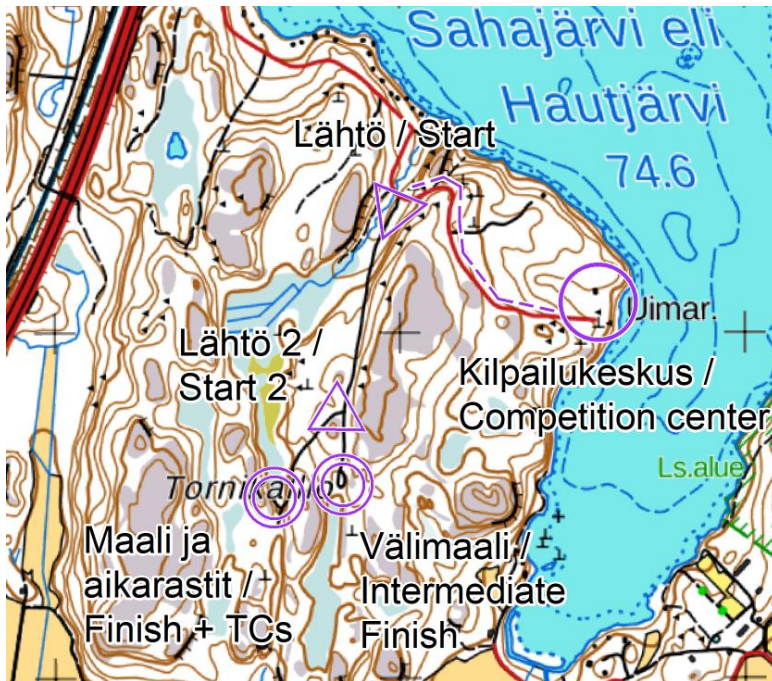 Sahajärvi eli
Hautjärvi
74.6
Lähtö / Start
Uimar.
Lähtö 2 /
Start 2
Kilpailukeskus /
Competition center
Ls.alue
Tornikallio
Maali ja
aikarastit /
Finish + TCs
Välimaali /
Intermediate
Finish